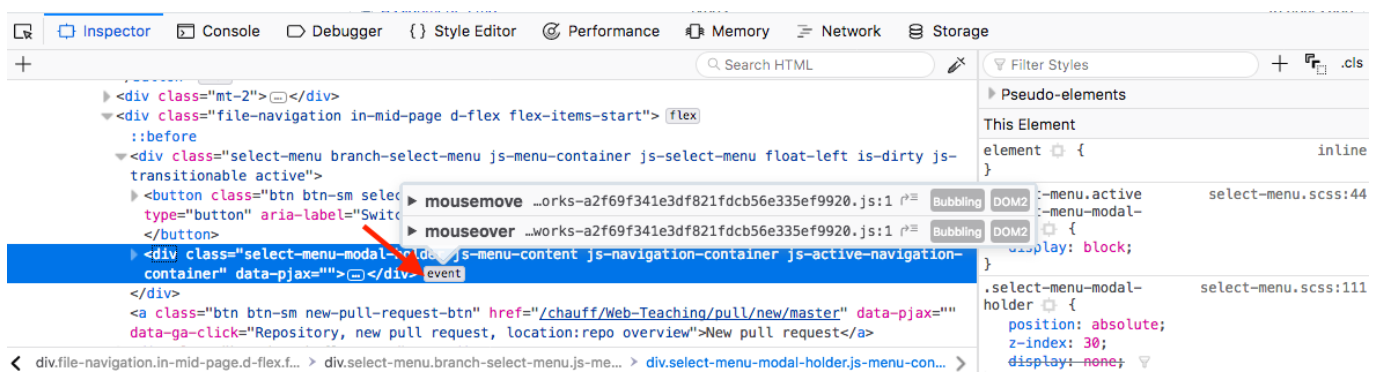 Inspector Console Debugger { } Style Editor Performance Memory Network Storage
+ Search HTML Filter Styles + .cls
<div class="mt-2">…</div>
Pseudo-elements
<div class="file-navigation in-mid-page d-flex flex-items-start"> flex
This Element
::before
element { inline
<div class="select-menu branch-select-menu js-menu-container js-select-menu float-left is-dirty js-
transitionable active">
}
<button class="btn btn-sm selec
type="button" aria-label="Switc
</button>
mousemove …orks-a2f69f341e3df821fdcb56e335ef9920.js:1 Bubbling DOM2
mouseover …works-a2f69f341e3df821fdcb56e335ef9920.js:1 Bubbling DOM2
-menu.active select-menu.scss:44
-menu-modal-
{
display: block;
}
<div class="select-menu-modal-holder js-menu-content js-navigation-container js-active-navigation-
container" data-pjax="">…</div> event
</div>
<a class="btn btn-sm new-pull-request-btn" href="/chauff/Web-Teaching/pull/new/master" data-pjax=""
data-ga-click="Repository, new pull request, location:repo overview">New pull request</a>
.select-menu-modal- select-menu.scss:111
holder {
position: absolute;
z-index: 30;
display: none;
div.file-navigation.in-mid-page.d-flex.f... > div.select-menu.branch-select-menu.js-me... > div.select-menu-modal-holder.js-menu-con... >